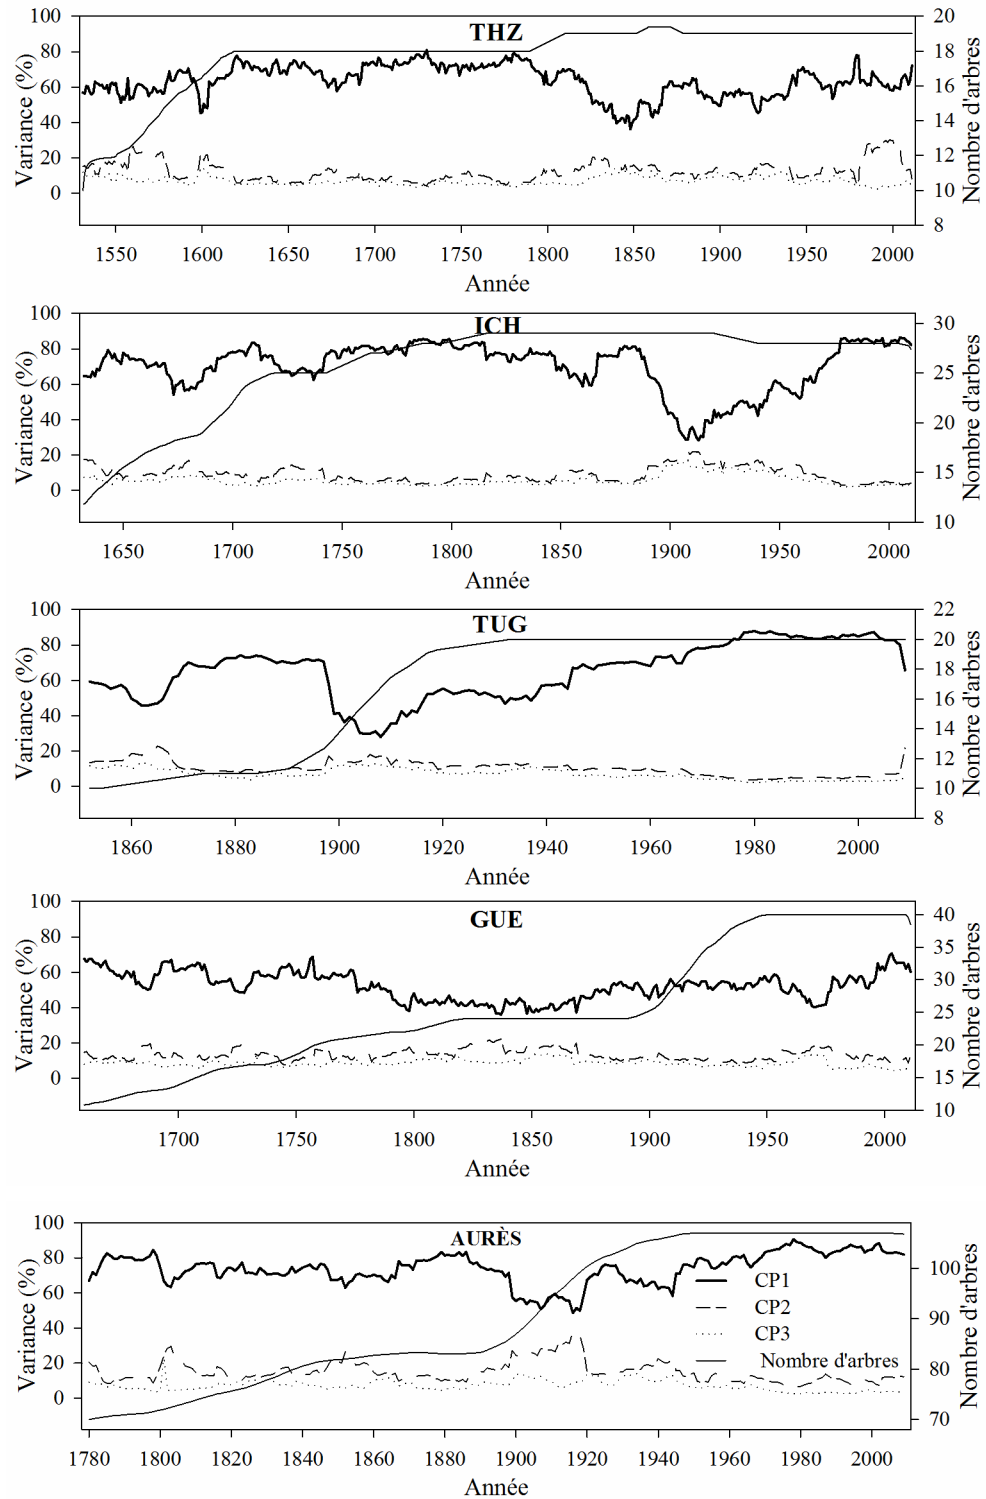 THZ
100
80
60
40
20
0
Variance (%)
20
18
16
14
12
10
8
Nombre d'arbres
1550 1600 1650 1700 1750 1800 1850 1900 1950 2000
Année
ICH
100
80
60
40
20
0
Variance (%)
30
25
20
15
10
Nombre d'arbres
1650 1700 1750 1800 1850 1900 1950 2000
Année
TUG
100
80
60
40
20
0
Variance (%)
22
20
18
16
14
12
10
8
Nombre d'arbres
1860 1880 1900 1920 1940 1960 1980 2000
Année
GUE
100
80
60
40
20
0
Variance (%)
40
35
30
25
20
15
10
Nombre d'arbres
1700 1750 1800 1850 1900 1950 2000
Année
AURÈS
100
80
60
40
20
0
Variance (%)
100
90
80
70
Nombre d'arbres
CP1
CP2
CP3
Nombre d'arbres
1780 1800 1820 1840 1860 1880 1900 1920 1940 1960 1980 2000
Année